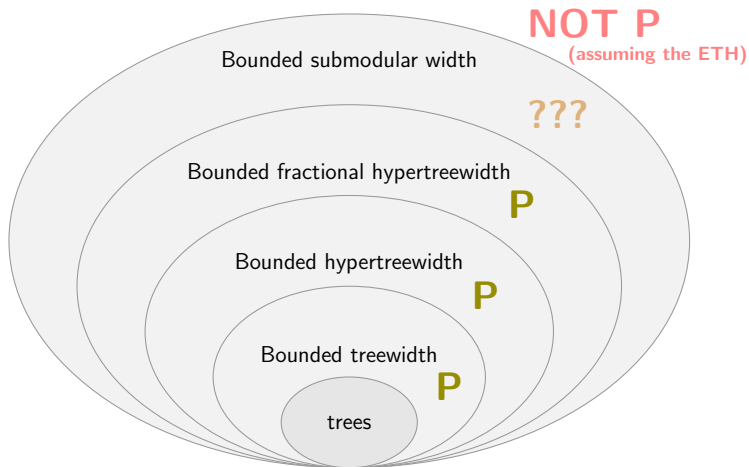 NOT P
(assuming the ETH)
Bounded submodular width
???
Bounded fractional hypertreewidth
P
Bounded hypertreewidth
P
Bounded treewidth
P
trees